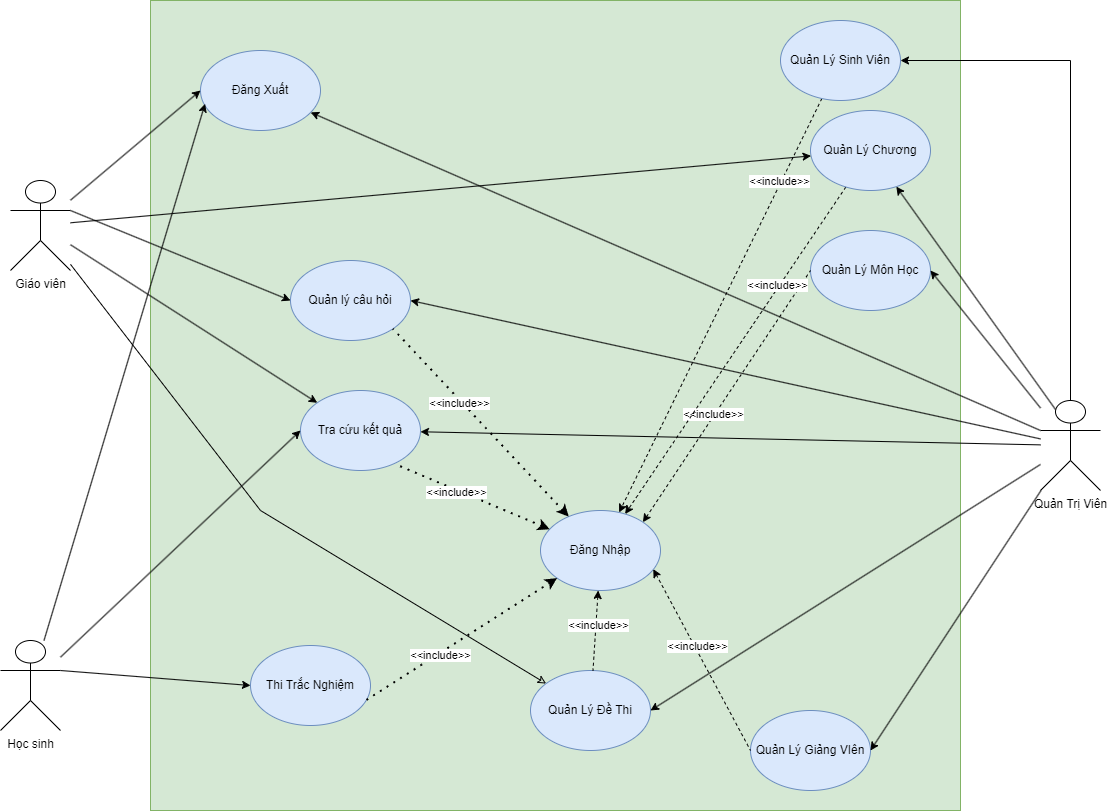 Quản Lý Sinh Viên
Đăng Xuất
Quản Lý Chương
<<include>>
Quản Lý Môn Học
Giáo viên
<<include>>
Quản lý câu hỏi
<<include>>
<<include>>
Tra cứu kết quả
<<include>>
Quản Trị Viên
Đăng Nhập
<<include>>
<<include>>
<<include>>
Thi Trắc Nghiệm
Quản Lý Đề Thi
Học sinh
Quản Lý Giảng VIên